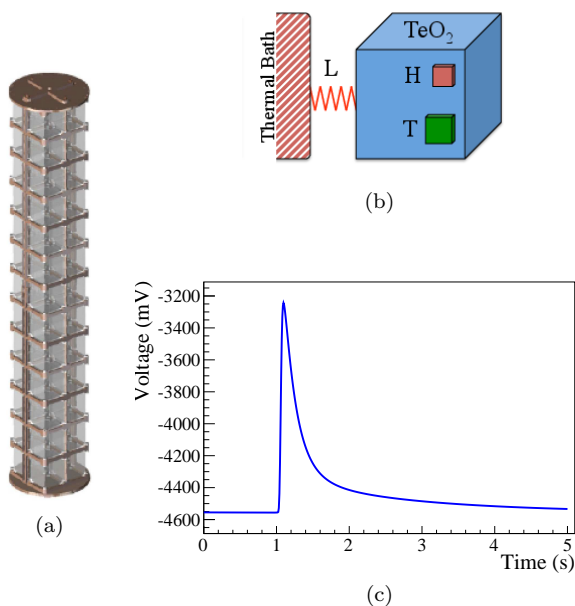 TeO₂
Thermal Bath
L
H
T
(b)
(a)
Voltage (mV)
-3200
-3400
-3600
-3800
-4000
-4200
-4400
-4600
0 1 2 3 4 5
Time (s)
(c)